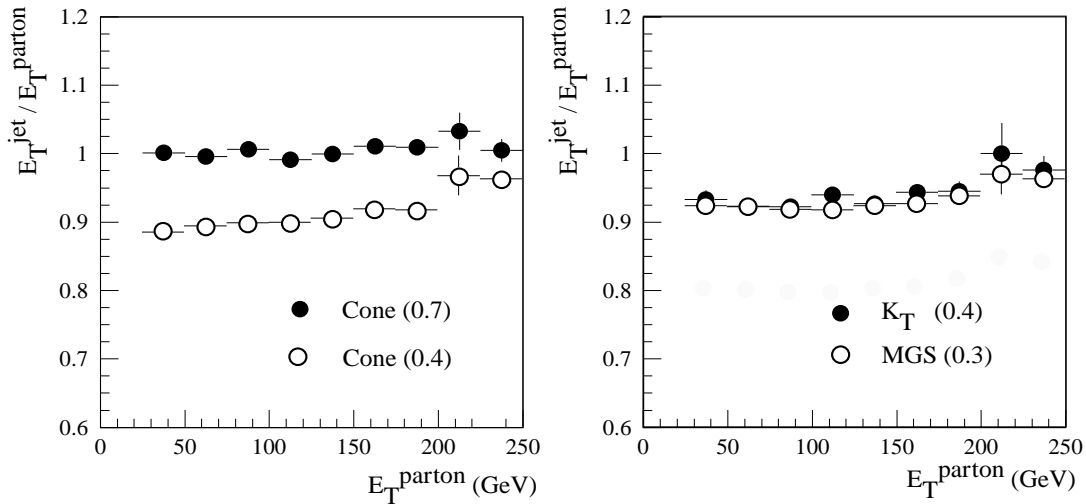 E_T^jet / E_T^parton
1.2
1.1
1
0.9
0.8
0.7
0.6
Cone (0.7)
Cone (0.4)
0 50 100 150 200 250
E_T^parton (GeV)
E_T^jet / E_T^parton
1.2
1.1
1
0.9
0.8
0.7
0.6
K_T (0.4)
MGS (0.3)
0 50 100 150 200 250
E_T^parton (GeV)